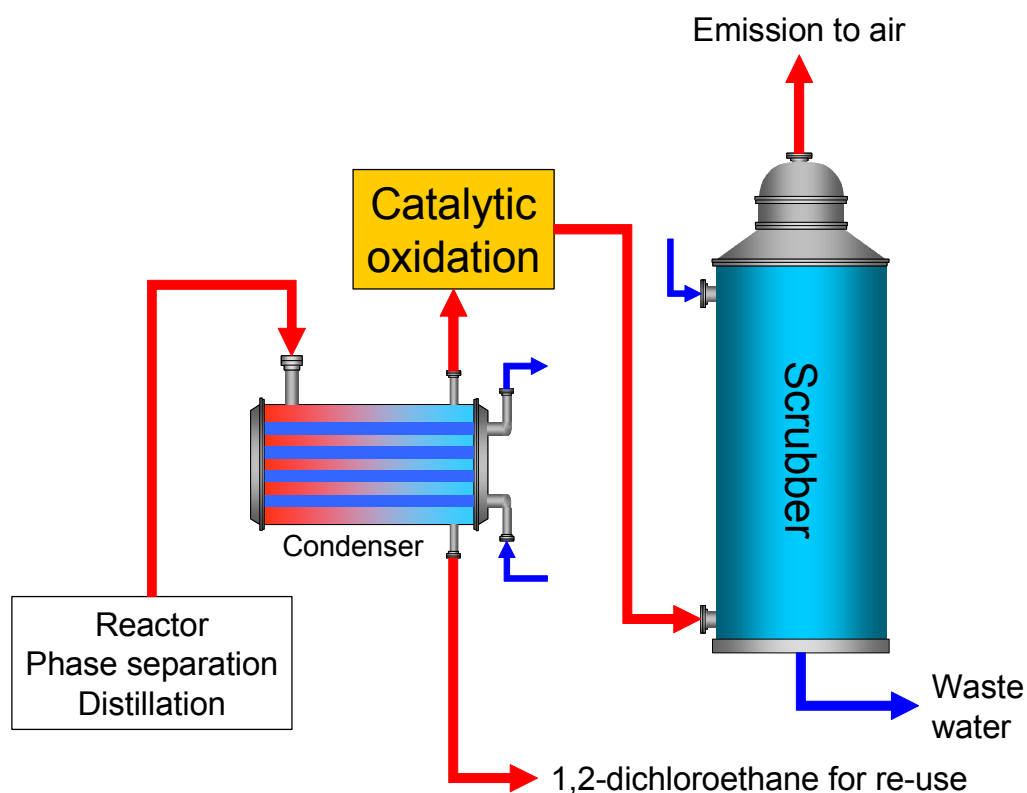 Emission to air
Catalytic
oxidation
Scrubber
Condenser
Reactor
Phase separation
Distillation
Waste
water
1,2-dichloroethane for re-use